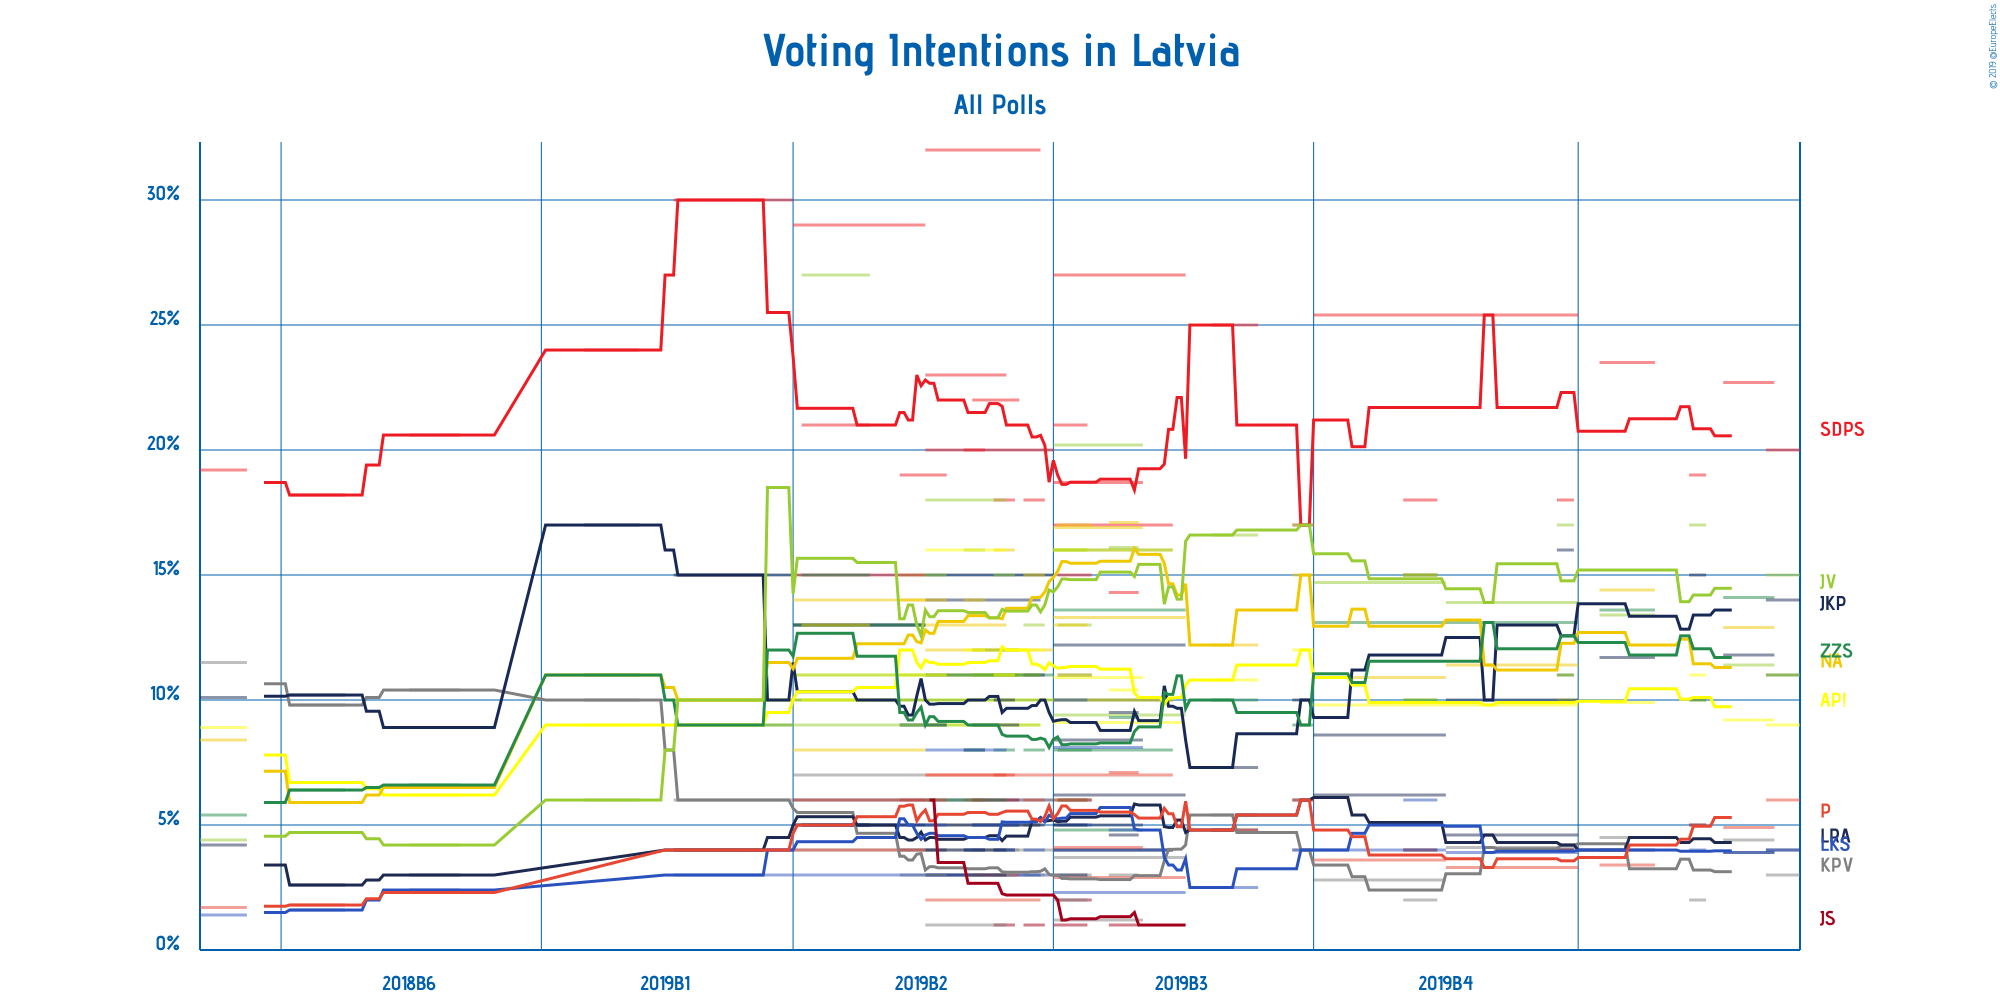 © 2019 @EuropeElects
Voting Intentions in Latvia
All Polls
30%
25%
20%
15%
10%
5%
0%
SDPS
JV
JKP
ZZS
NA
AP!
P
LRA
LKS
KPV
JS
2018B6
2019B1
2019B2
2019B3
2019B4